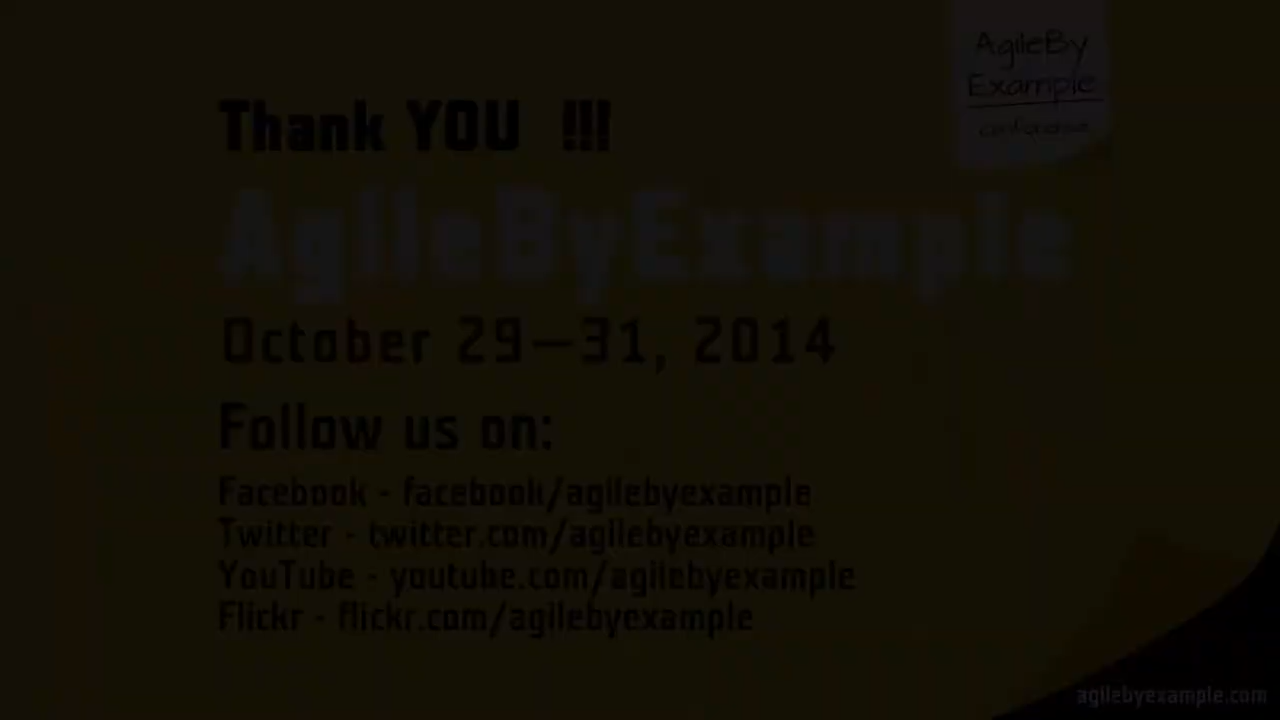 AgileBy
Example
conference
Thank YOU !!!
AgileByExample
October 29—31, 2014
Follow us on:
Facebook - facebook/agilebyexample
Twitter - twitter.com/agilebyexample
YouTube - youtube.com/agilebyexample
Flickr - flickr.com/agilebyexample
agilebyexample.com